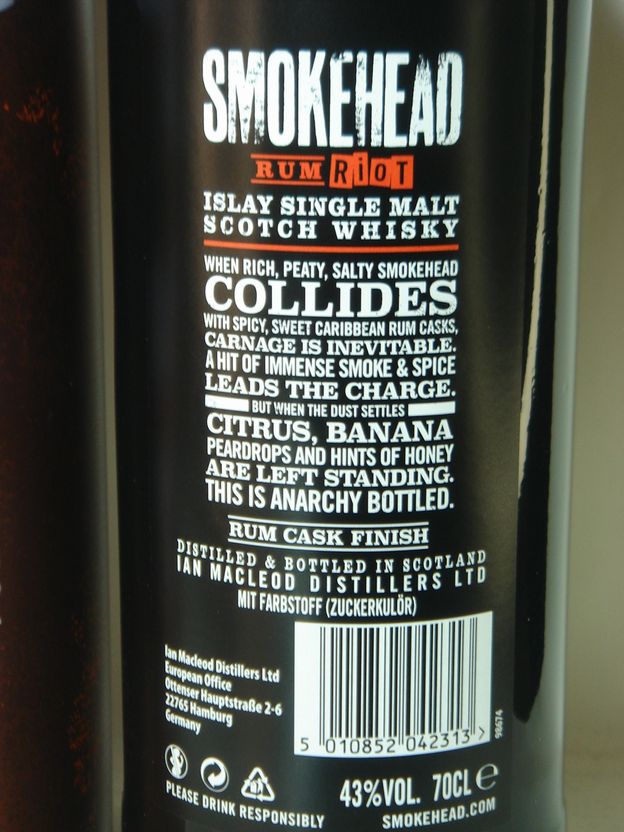 SMOKEHEAD
RUM RIOT
ISLAY SINGLE MALT
SCOTCH WHISKY
WHEN RICH, PEATY, SALTY SMOKEHEAD
COLLIDES
WITH SPICY, SWEET CARIBBEAN RUM CASKS,
CARNAGE IS INEVITABLE.
A HIT OF IMMENSE SMOKE & SPICE
LEADS THE CHARGE.
BUT WHEN THE DUST SETTLES
CITRUS, BANANA
PEARDROPS AND HINTS OF HONEY
ARE LEFT STANDING.
THIS IS ANARCHY BOTTLED.
RUM CASK FINISH
DISTILLED & BOTTLED IN SCOTLAND
IAN MACLEOD DISTILLERS LTD
MIT FARBSTOFF (ZUCKERKULÖR)
Ian Macleod Distillers Ltd
European Office
Ottenser Hauptstraße 2-6
22765 Hamburg
Germany
5 010852 042313 >
98674
43%VOL. 70CL e
PLEASE DRINK RESPONSIBLY
SMOKEHEAD.COM